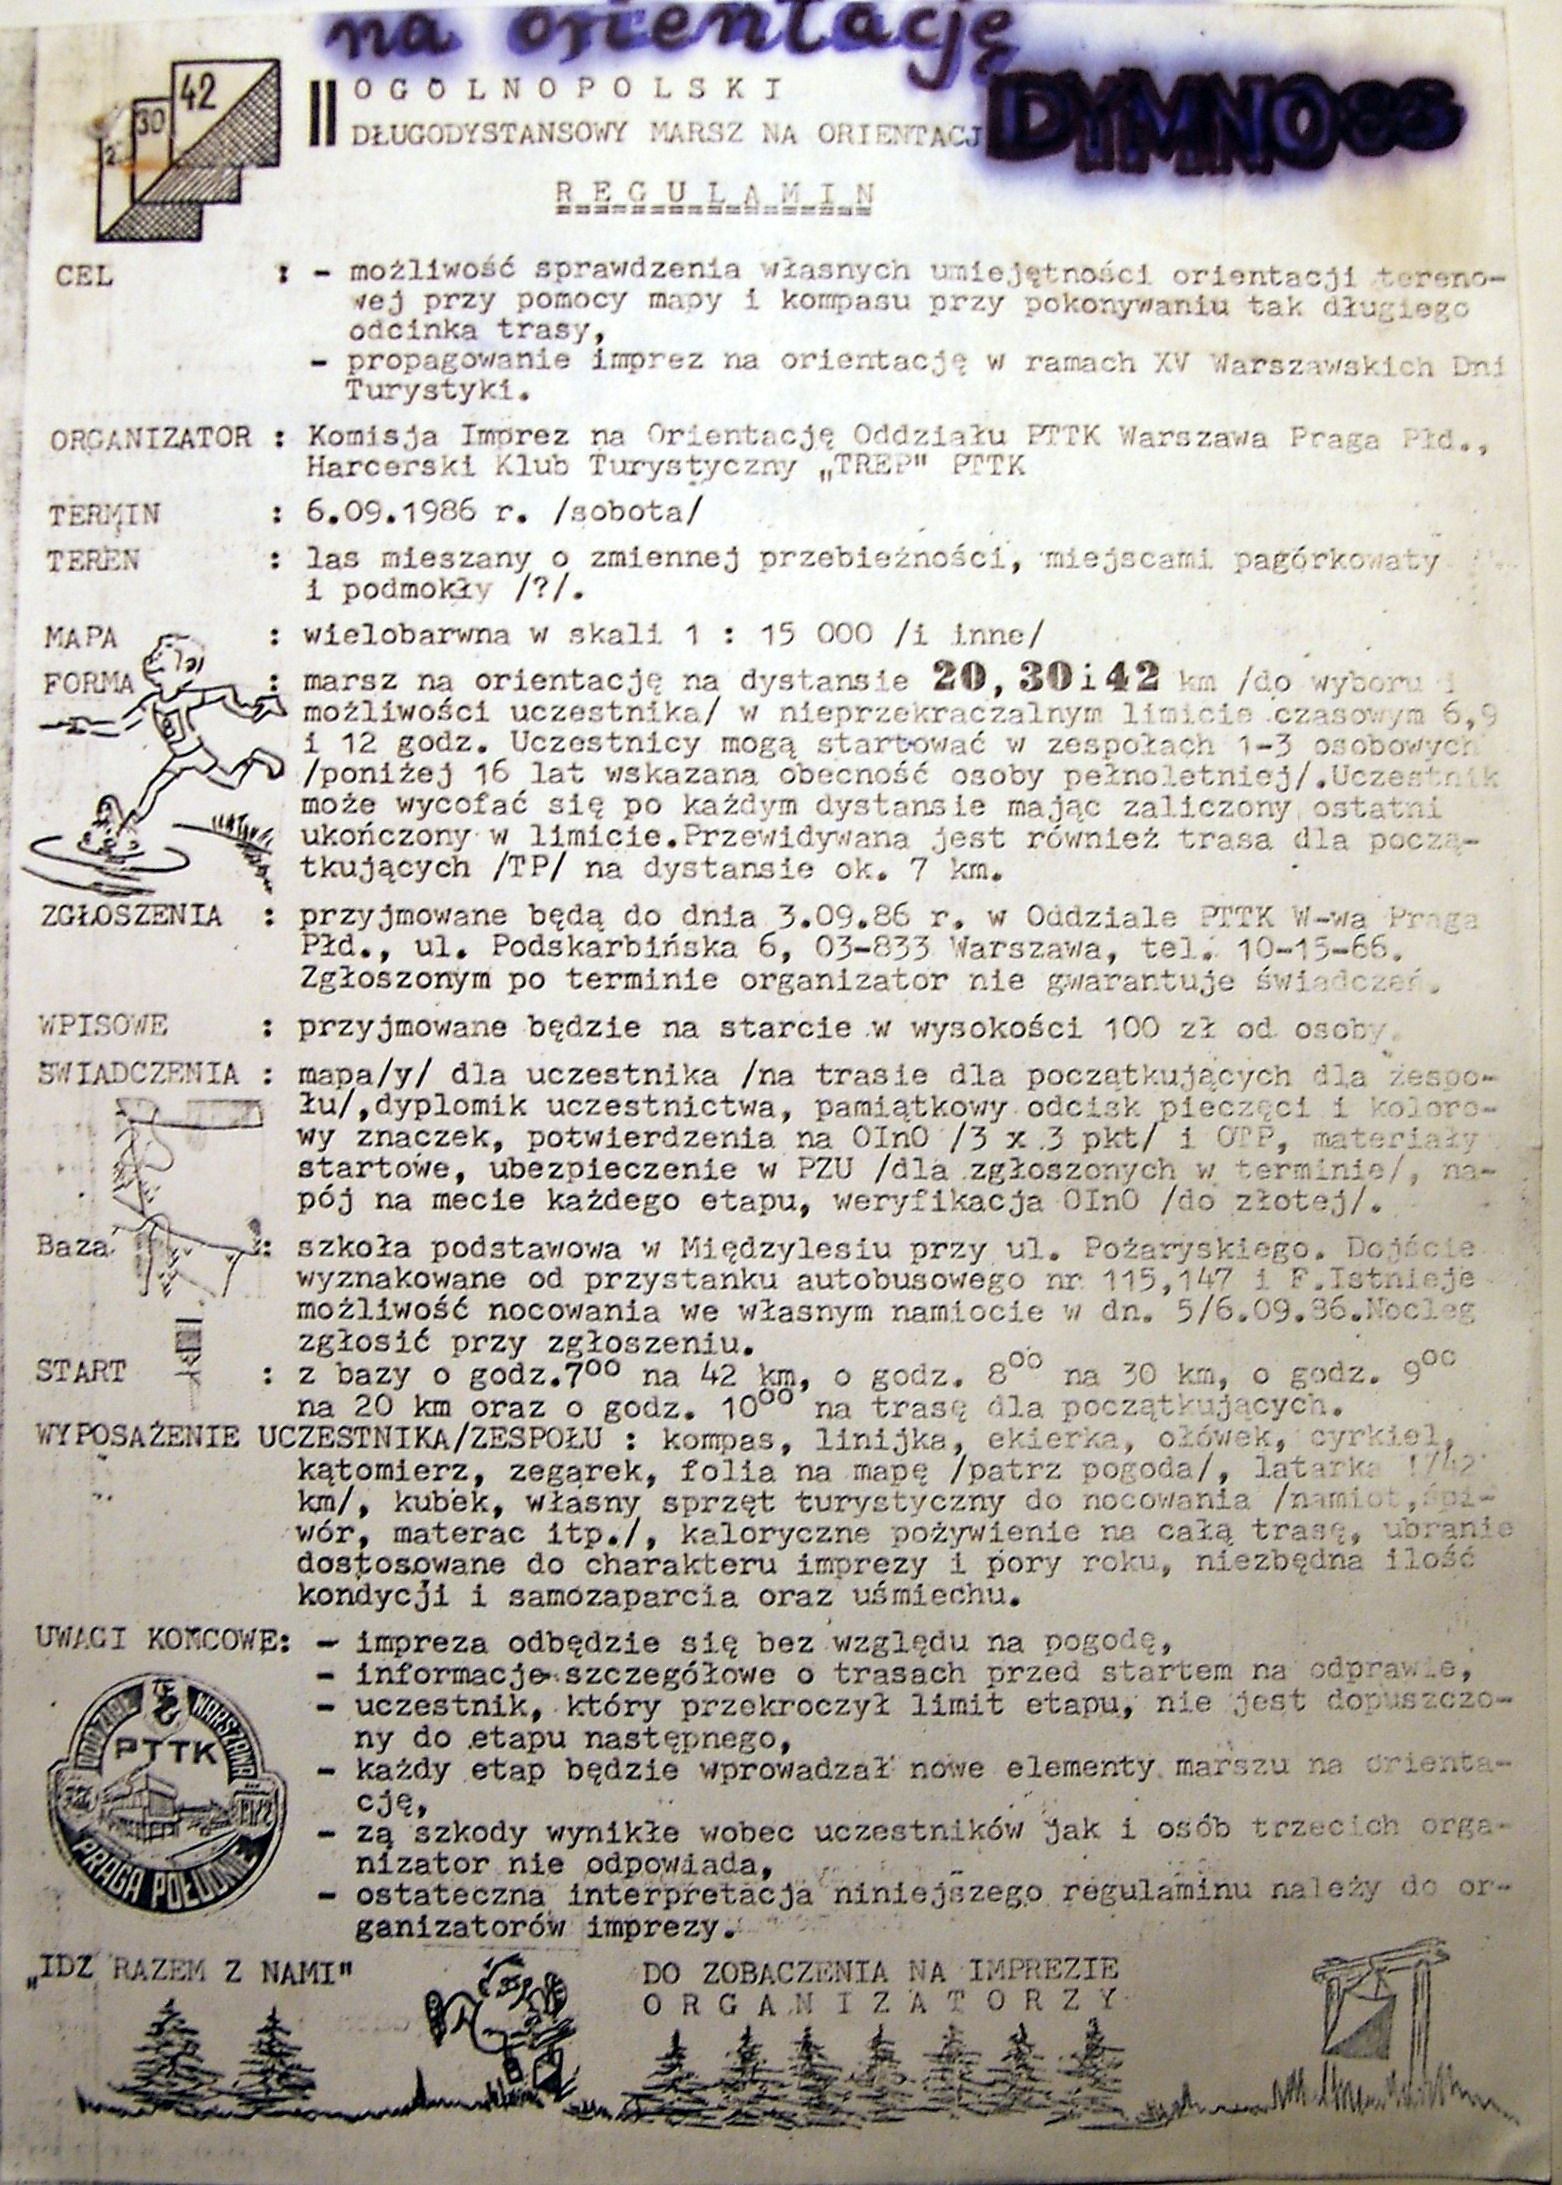 na orientację
42
30
2
II OGÓLNOPOLSKI
DŁUGODYSTANSOWY MARSZ NA ORIENTACJ DYMNO86
REGULAMIN
CEL : - możliwość sprawdzenia własnych umiejętności orientacji tereno-
wej przy pomocy mapy i kompasu przy pokonywaniu tak długiego
odcinka trasy,
- propagowanie imprez na orientację w ramach XV Warszawskich Dni
Turystyki.
ORGANIZATOR : Komisja Imprez na Orientację Oddziału PTTK Warszawa Praga Płd.,
Harcerski Klub Turystyczny „TREP" PTTK
TERMIN : 6.09.1986 r. /sobota/
TEREN : las mieszany o zmiennej przebieżności, miejscami pagórkowaty
i podmokły /?/.
MAPA : wielobarwna w skali 1 : 15 000 /i inne/
FORMA : marsz na orientację na dystansie 20, 30 i 42 km /do wyboru i
możliwości uczestnika/ w nieprzekraczalnym limicie czasowym 6,9
i 12 godz. Uczestnicy mogą startować w zespołach 1-3 osobowych
/poniżej 16 lat wskazana obecność osoby pełnoletniej/.Uczestnik
może wycofać się po każdym dystansie mając zaliczony ostatni
ukończony w limicie.Przewidywana jest również trasa dla począ-
tkujących /TP/ na dystansie ok. 7 km.
ZGŁOSZENIA : przyjmowane będą do dnia 3.09.86 r. w Oddziale PTTK W-wa Praga
Płd., ul. Podskarbińska 6, 03-833 Warszawa, tel. 10-15-66.
Zgłoszonym po terminie organizator nie gwarantuje świadczeń.
WPISOWE : przyjmowane będzie na starcie w wysokości 100 zł od osoby.
ŚWIADCZENIA : mapa/y/ dla uczestnika /na trasie dla początkujących dla zespo-
łu/,dyplomik uczestnictwa, pamiątkowy odcisk pieczęci i koloro-
wy znaczek, potwierdzenia na OInO /3 x 3 pkt/ i OTP, materiały
startowe, ubezpieczenie w PZU /dla zgłoszonych w terminie/, na-
pój na mecie każdego etapu, weryfikacja OInO /do złotej/.
Baza : szkoła podstawowa w Międzylesiu przy ul. Pożaryskiego. Dojście
wyznakowane od przystanku autobusowego nr 115,147 i F.Istnieje
możliwość nocowania we własnym namiocie w dn. 5/6.09.86.Nocleg
zgłosić przy zgłoszeniu.
START : z bazy o godz.7⁰⁰ na 42 km, o godz. 8⁰⁰ na 30 km, o godz. 9⁰⁰
na 20 km oraz o godz. 10⁰⁰ na trasę dla początkujących.
WYPOSAŻENIE UCZESTNIKA/ZESPOŁU : kompas, linijka, ekierka, ołówek, cyrkiel,
kątomierz, zegarek, folia na mapę /patrz pogoda/, latarka !/42
km/, kubek, własny sprzęt turystyczny do nocowania /namiot,śpi-
wór, materac itp./, kaloryczne pożywienie na całą trasę, ubranie
dostosowane do charakteru imprezy i pory roku, niezbędna ilość
kondycji i samozaparcia oraz uśmiechu.
UWAGI KOŃCOWE: - impreza odbędzie się bez względu na pogodę,
- informacje szczegółowe o trasach przed startem na odprawie,
- uczestnik, który przekroczył limit etapu, nie jest dopuszczo-
ny do etapu następnego,
- każdy etap będzie wprowadzał nowe elementy marszu na orienta-
cję,
- zą szkody wynikłe wobec uczestników jak i osób trzecich orga-
nizator nie odpowiada,
- ostateczna interpretacja niniejszego regulaminu należy do or-
ganizatorów imprezy.
ODDZIAŁ WARSZAWA
PTTK
PRAGA POŁUDNIE
„IDZ RAZEM Z NAMI"
DO ZOBACZENIA NA IMPREZIE
ORGANIZATORZY